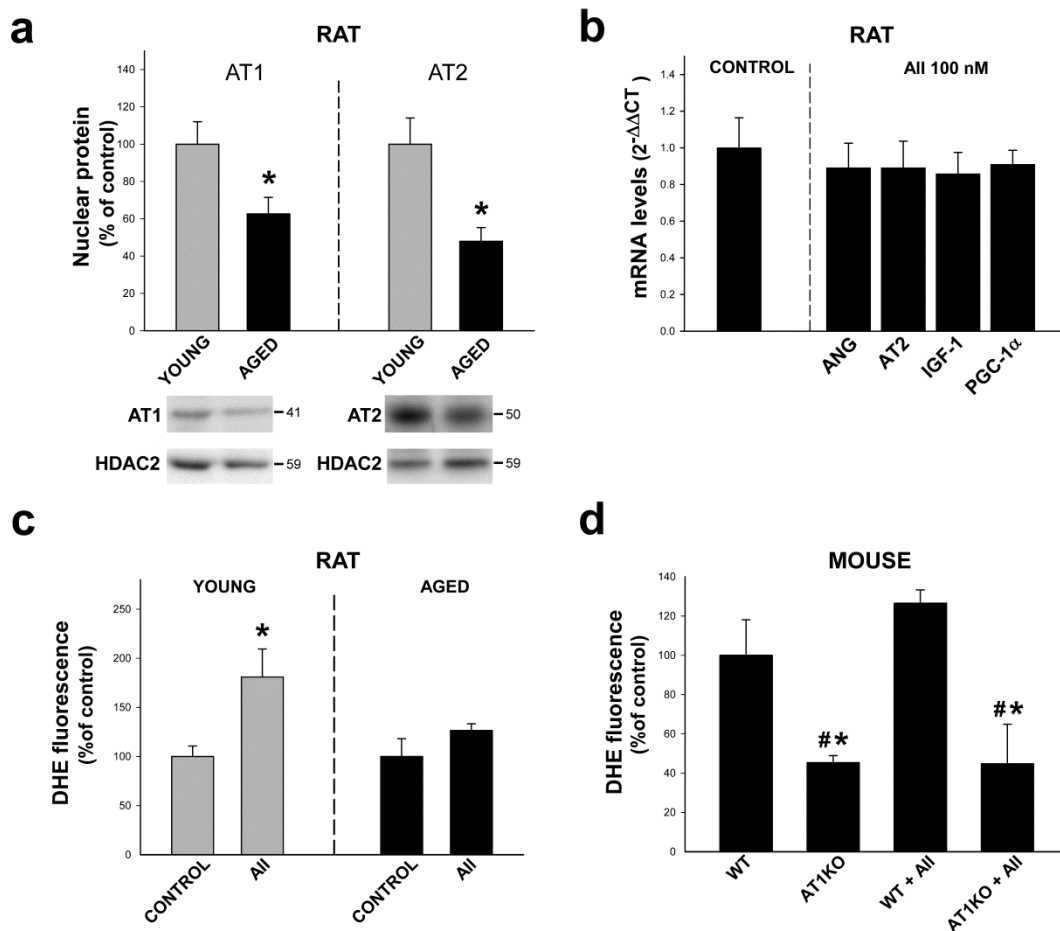 a
RAT
AT1
AT2
Nuclear protein
(% of control)
140
120
100
80
60
40
20
0
*
*
YOUNG
AGED
YOUNG
AGED
AT1
41
AT2
50
HDAC2
59
HDAC2
59
b
RAT
CONTROL
AII 100 nM
mRNA levels (2-ΔΔCT)
1.4
1.2
1.0
0.8
0.6
0.4
0.2
0.0
ANG
AT2
IGF-1
PGC-1α
c
RAT
YOUNG
AGED
DHE fluorescence
(%of control)
250
200
150
100
50
0
*
CONTROL
AII
CONTROL
AII
d
MOUSE
DHE fluorescence
(%of control)
140
120
100
80
60
40
20
0
#*
#*
WT
AT1KO
WT + AII
AT1KO + AII